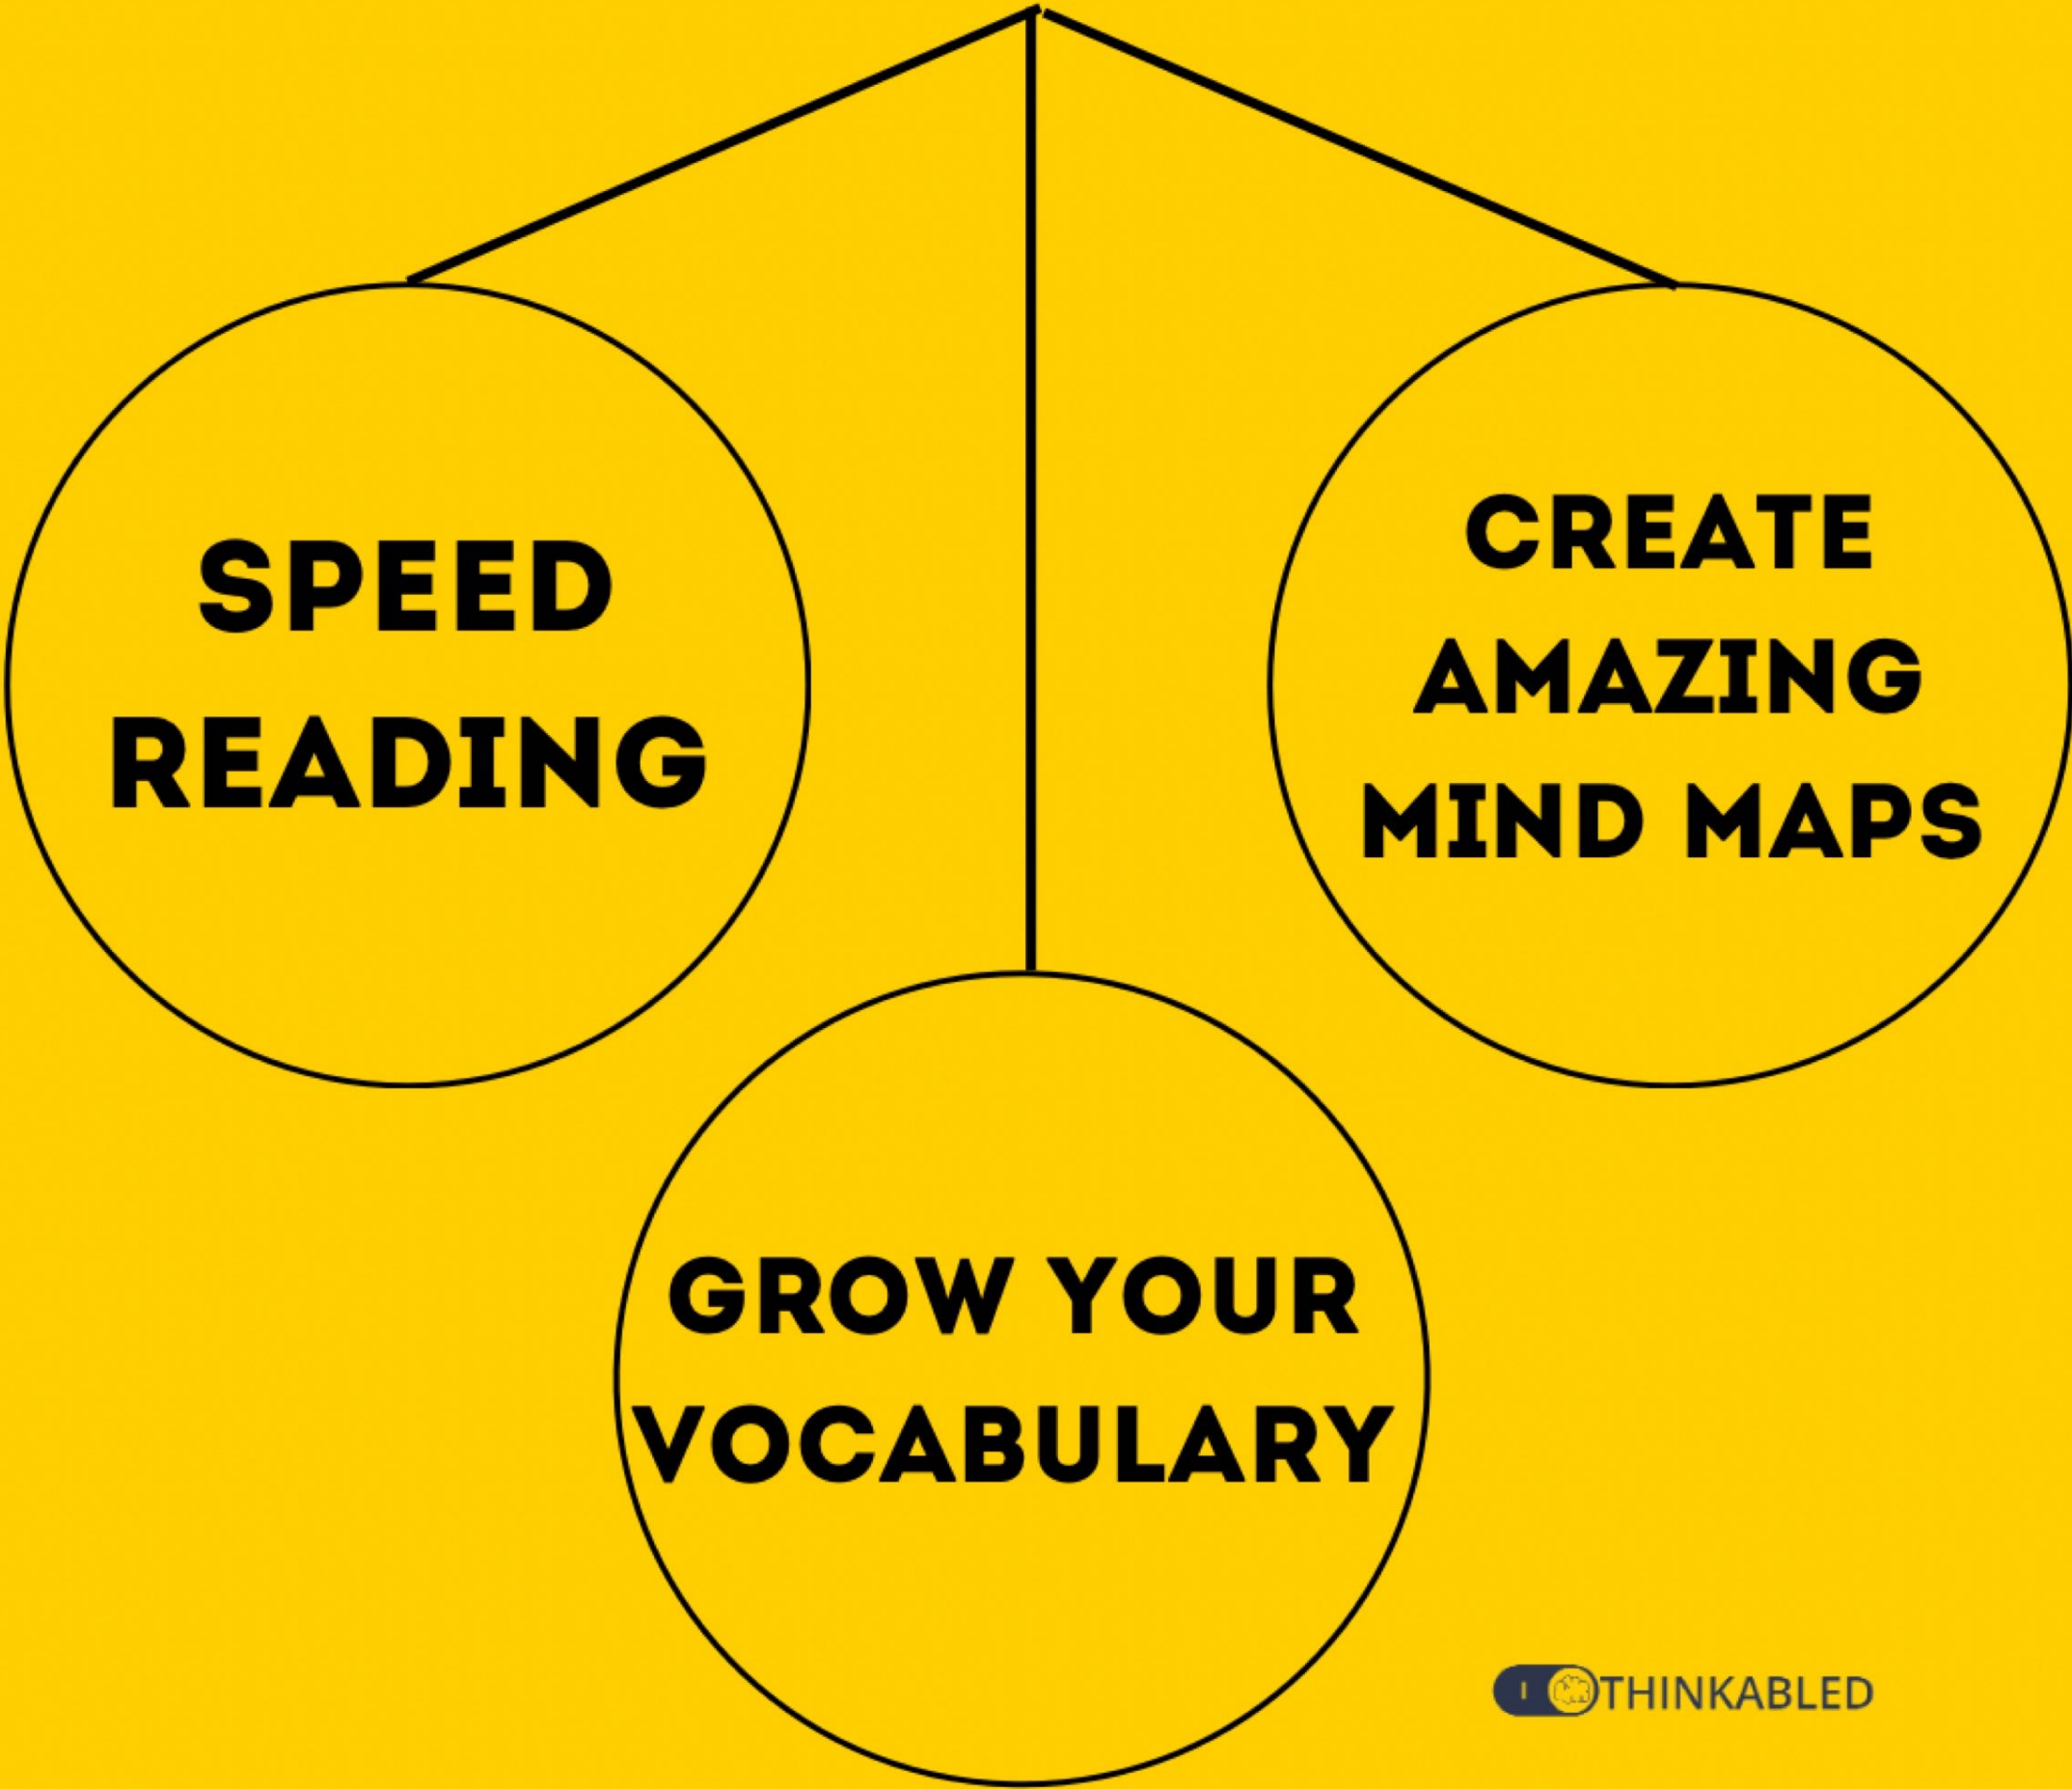 SPEED
READING
CREATE
AMAZING
MIND MAPS
GROW YOUR
VOCABULARY
THINKABLED